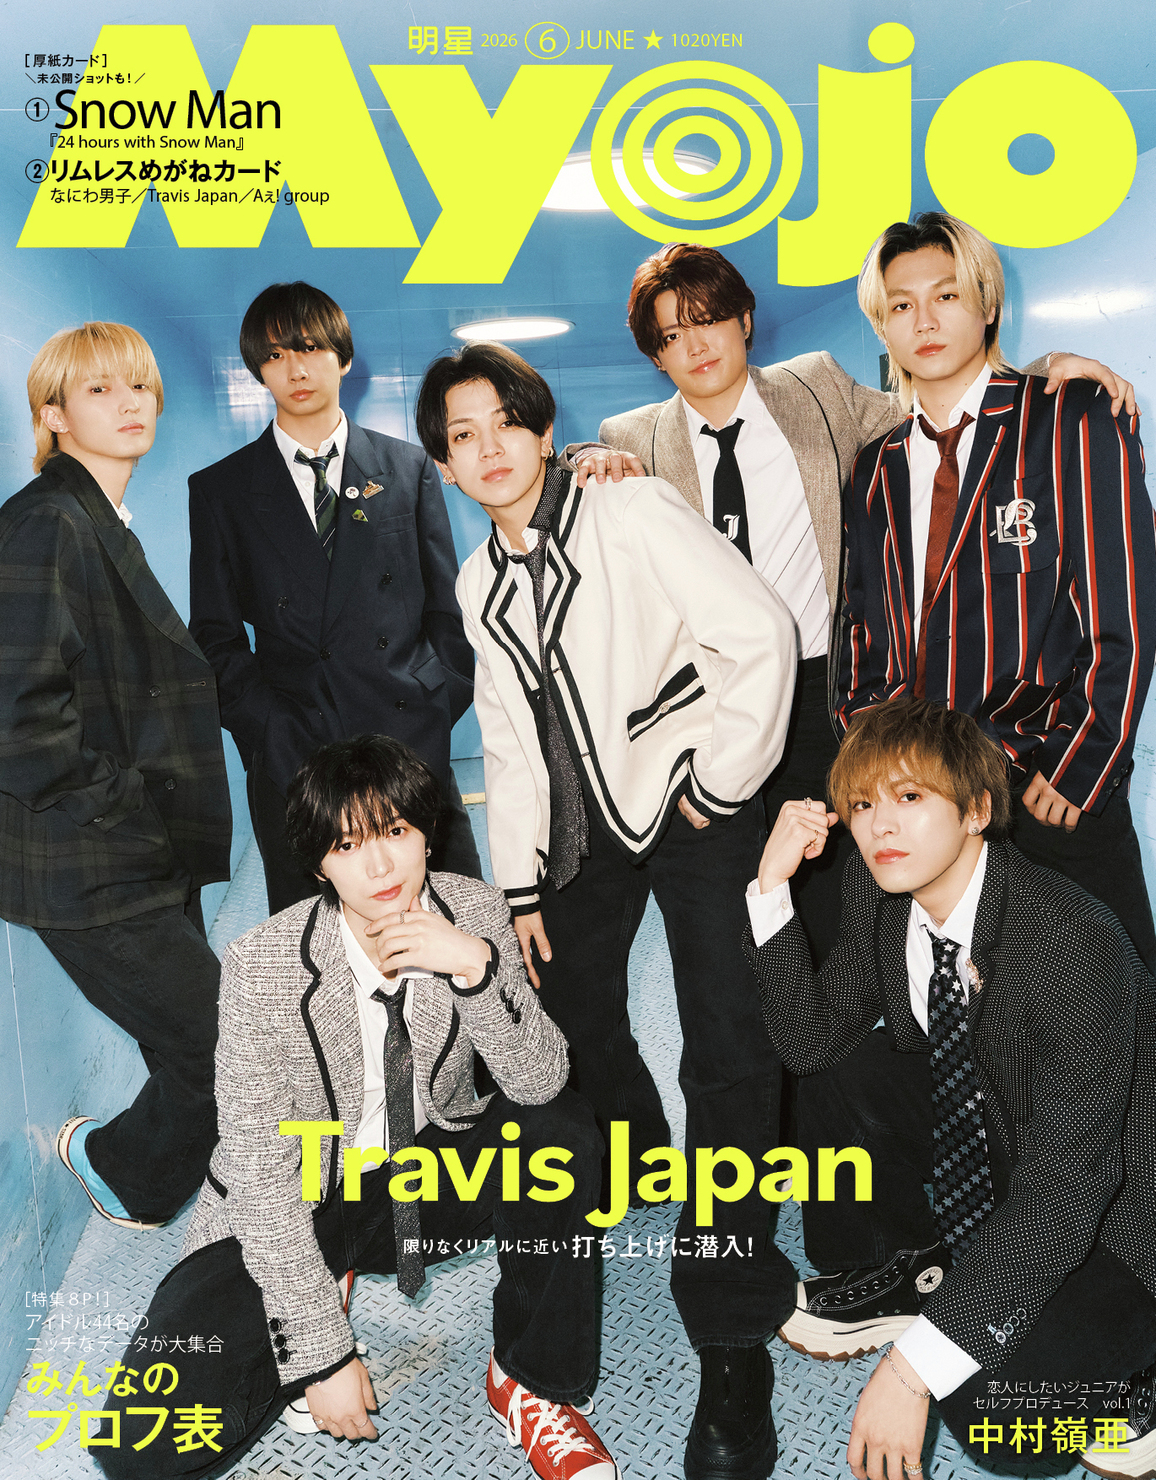 Myojo
明星 2026 6 JUNE ★ 1020YEN
[厚紙カード]
＼未公開ショットも！／
① Snow Man
『24 hours with Snow Man』
② リムレスめがねカード
なにわ男子／Travis Japan／Aぇ! group
Travis Japan
限りなくリアルに近い打ち上げに潜入！
[特集8P！]
アイドル44名の
ニッチなデータが大集合
みんなの
プロフ表
恋人にしたいジュニアが
セルフプロデュース vol.1
中村嶺亜